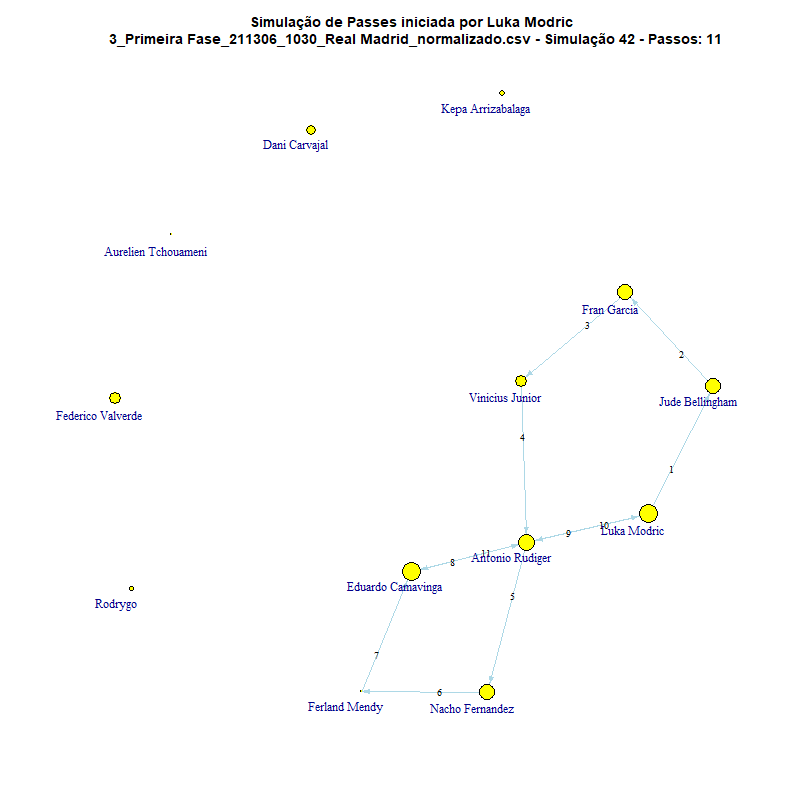 Simulação de Passes iniciada por Luka Modric
3_Primeira Fase_211306_1030_Real Madrid_normalizado.csv - Simulação 42 - Passos: 11
Kepa Arrizabalaga
Dani Carvajal
Aurelien Tchouameni
Fran Garcia
3
2
Vinicius Junior
Jude Bellingham
Federico Valverde
4
1
10
Luka Modric
9
11
Antonio Rudiger
8
Eduardo Camavinga
5
Rodrygo
7
6
Ferland Mendy
Nacho Fernandez